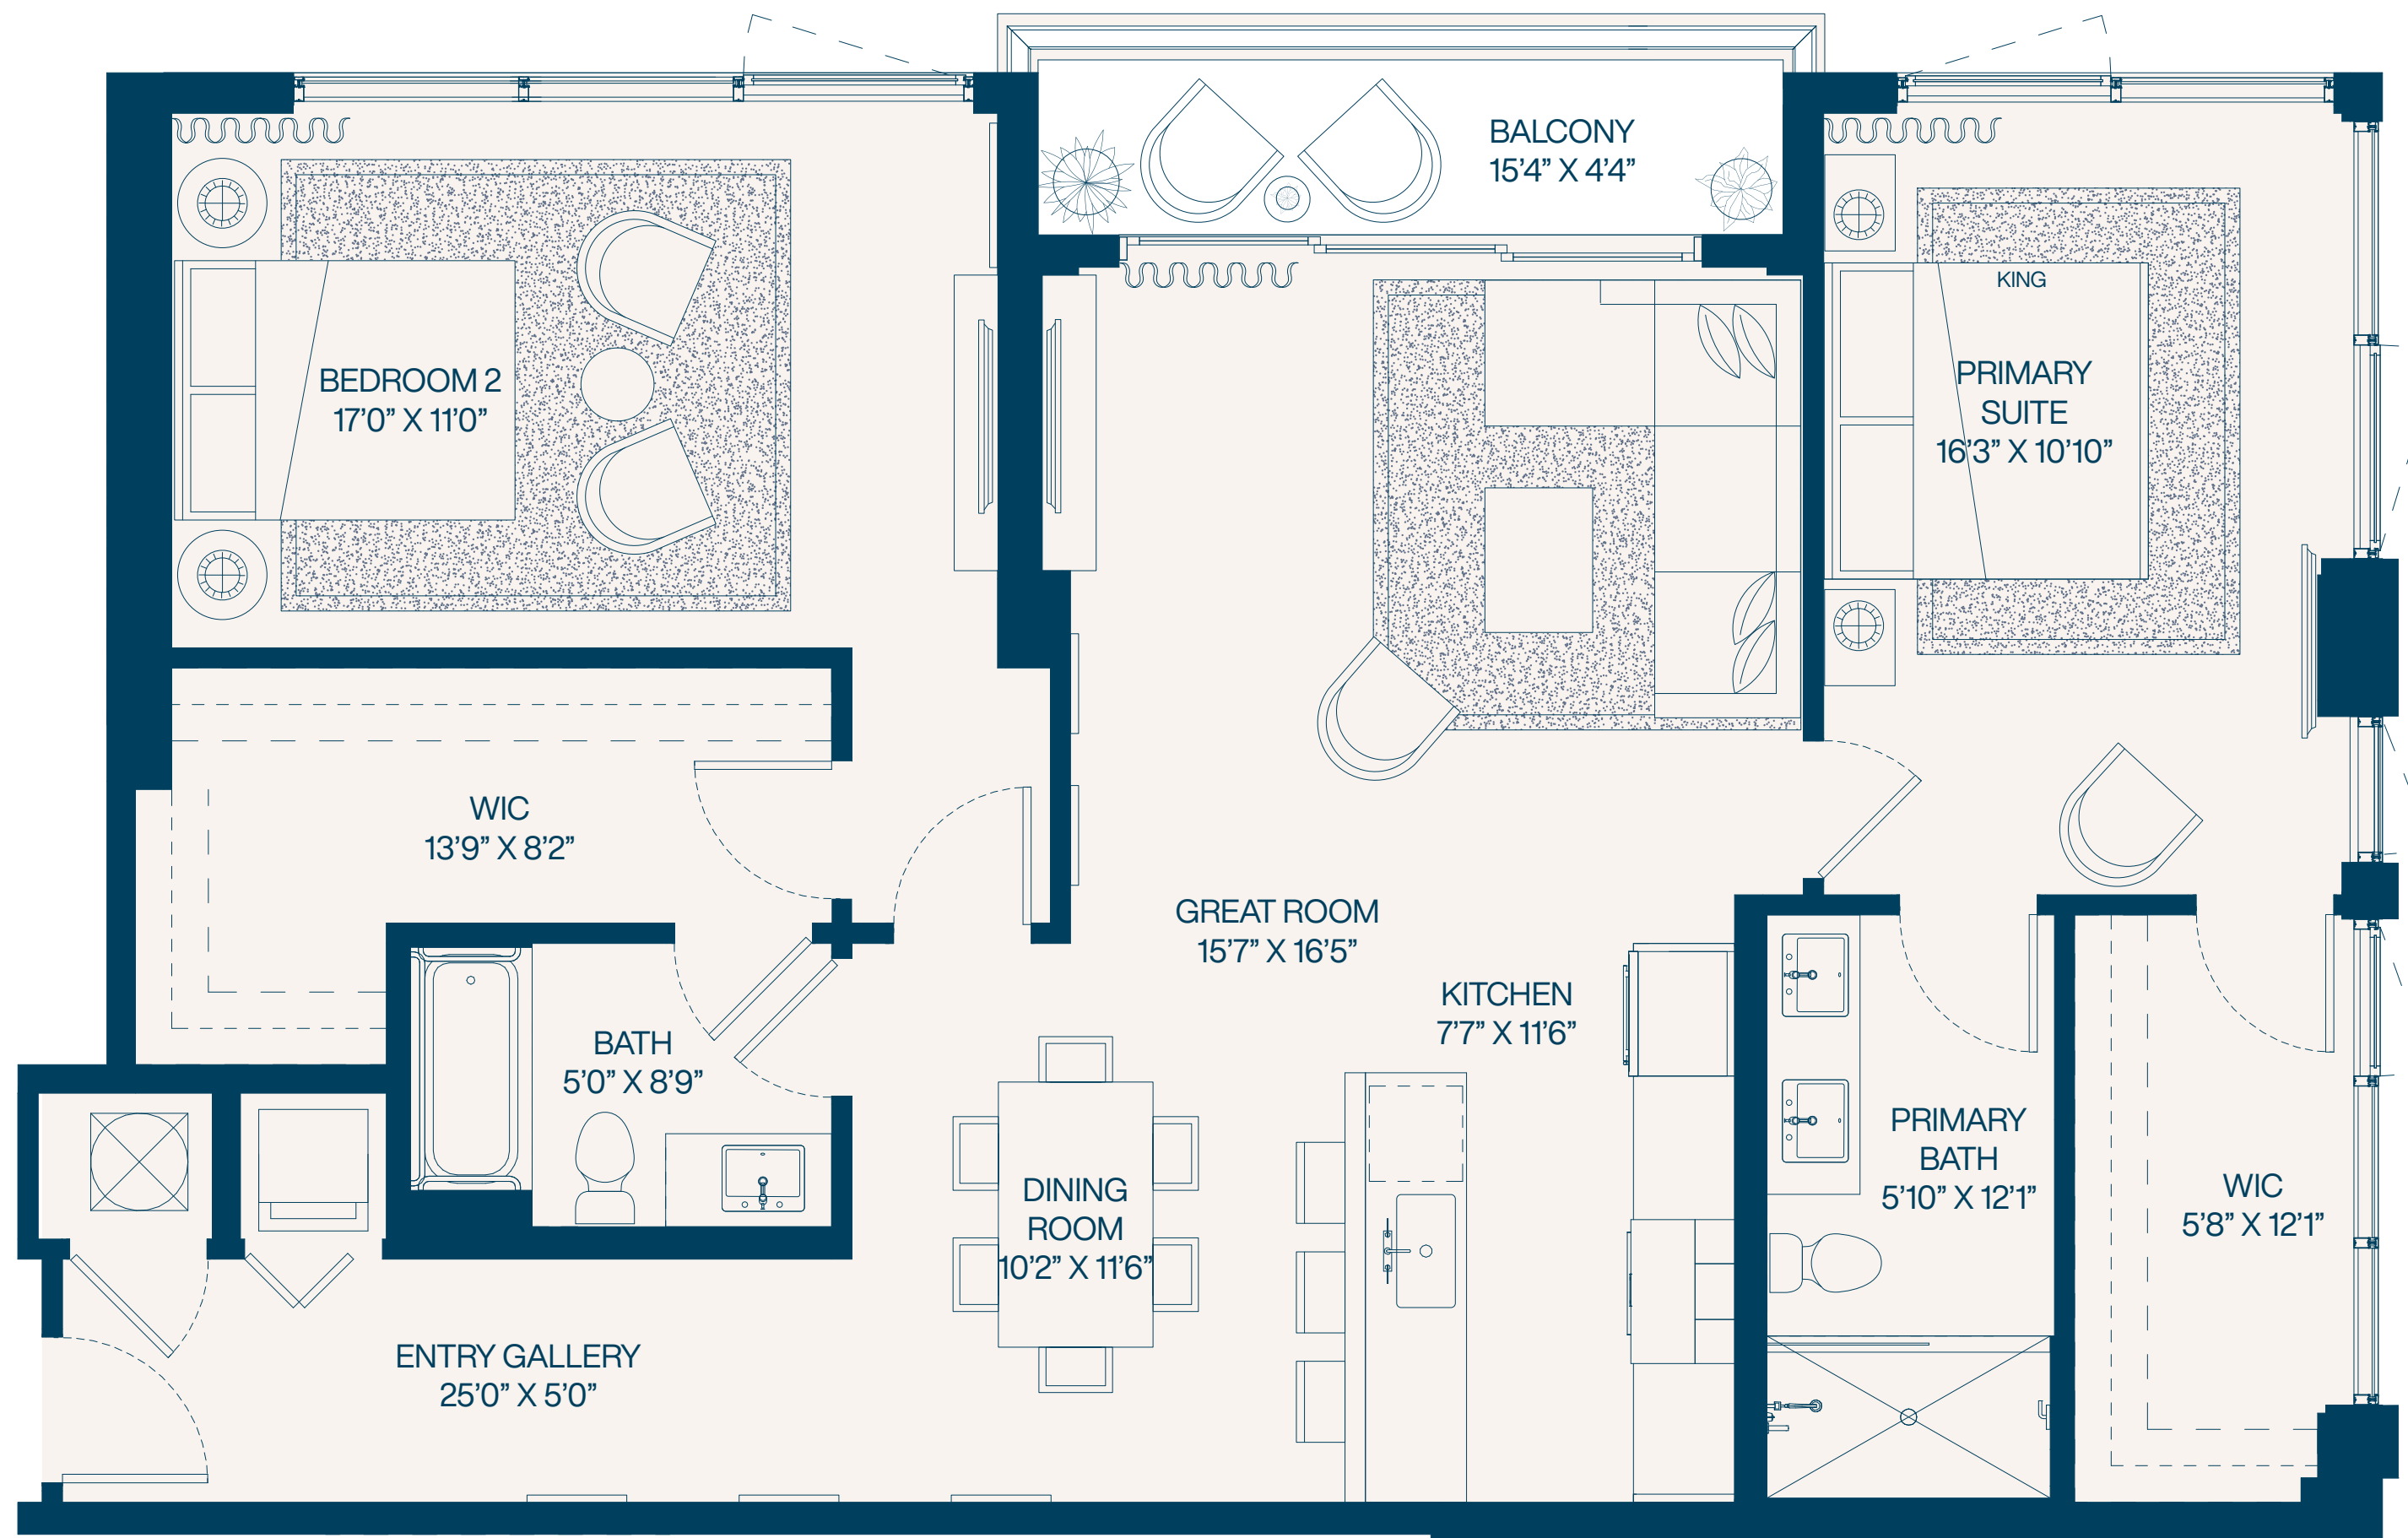 BALCONY
15’4” X 4’4”
KING
BEDROOM 2
17’0” X 11’0”
PRIMARY
SUITE
16’3” X 10’10”
WIC
13’9” X 8’2”
GREAT ROOM
15’7” X 16’5”
KITCHEN
7’7” X 11’6”
BATH
5’0” X 8’9”
PRIMARY
BATH
5’10” X 12’1”
DINING
ROOM
10’2” X 11’6”
WIC
5’8” X 12’1”
ENTRY GALLERY
25’0” X 5’0”